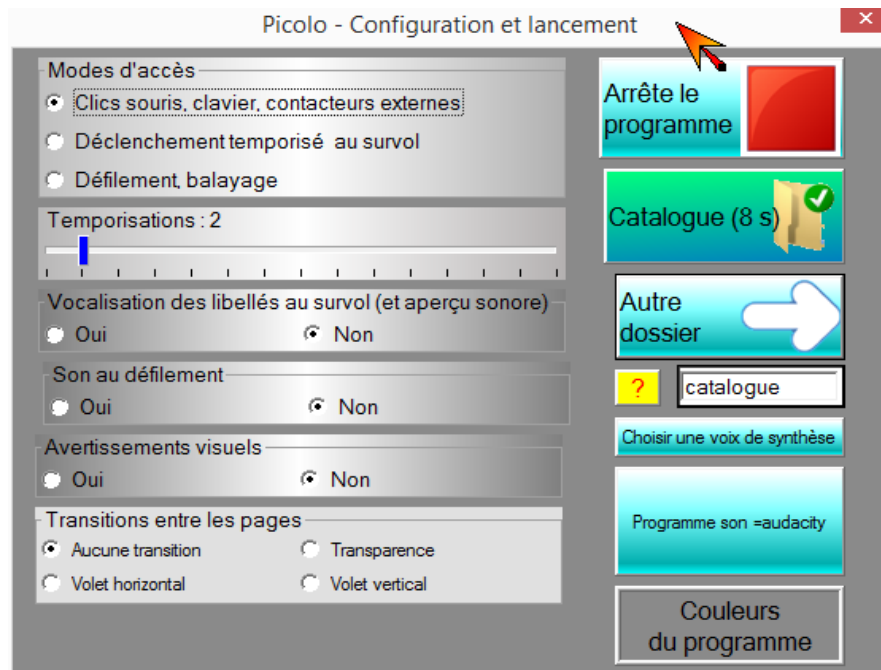 Picolo - Configuration et lancement
Modes d'accès
Clics souris, clavier, contacteurs externes
Déclenchement temporisé au survol
Défilement, balayage
Temporisations : 2
Vocalisation des libellés au survol (et aperçu sonore)
Oui Non
Son au défilement
Oui Non
Avertissements visuels
Oui Non
Transitions entre les pages
Aucune transition Transparence
Volet horizontal Volet vertical
Arrête le
programme
Catalogue (8 s)
Autre
dossier
? catalogue
Choisir une voix de synthèse
Programme son =audacity
Couleurs
du programme